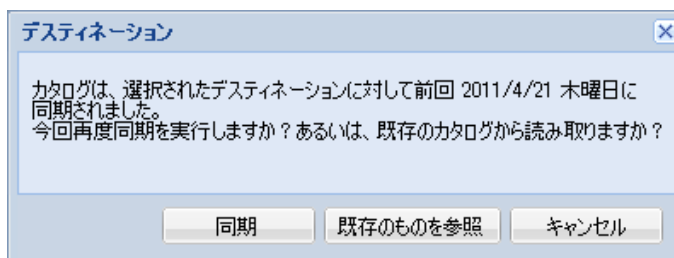 デスティネーション
カタログは、選択されたデスティネーションに対して前回 2011/4/21 木曜日に
同期されました。
今回再度同期を実行しますか？あるいは、既存のカタログから読み取りますか？
同期 既存のものを参照 キャンセル